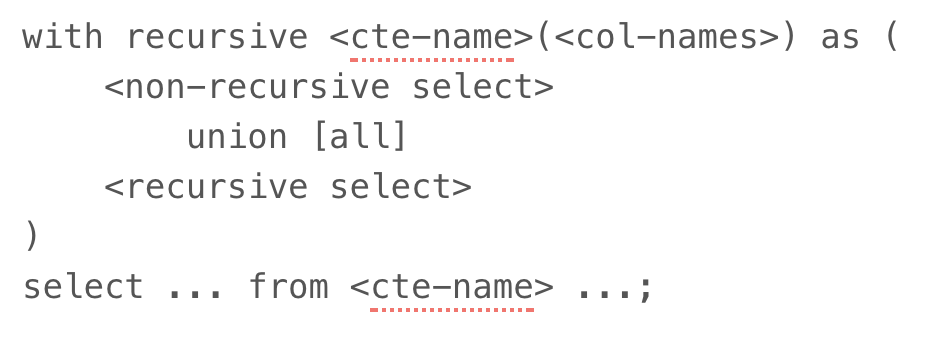 with recursive <cte-name>(<col-names>) as (
    <non-recursive select>
        union [all]
    <recursive select>
)
select ... from <cte-name> ...;